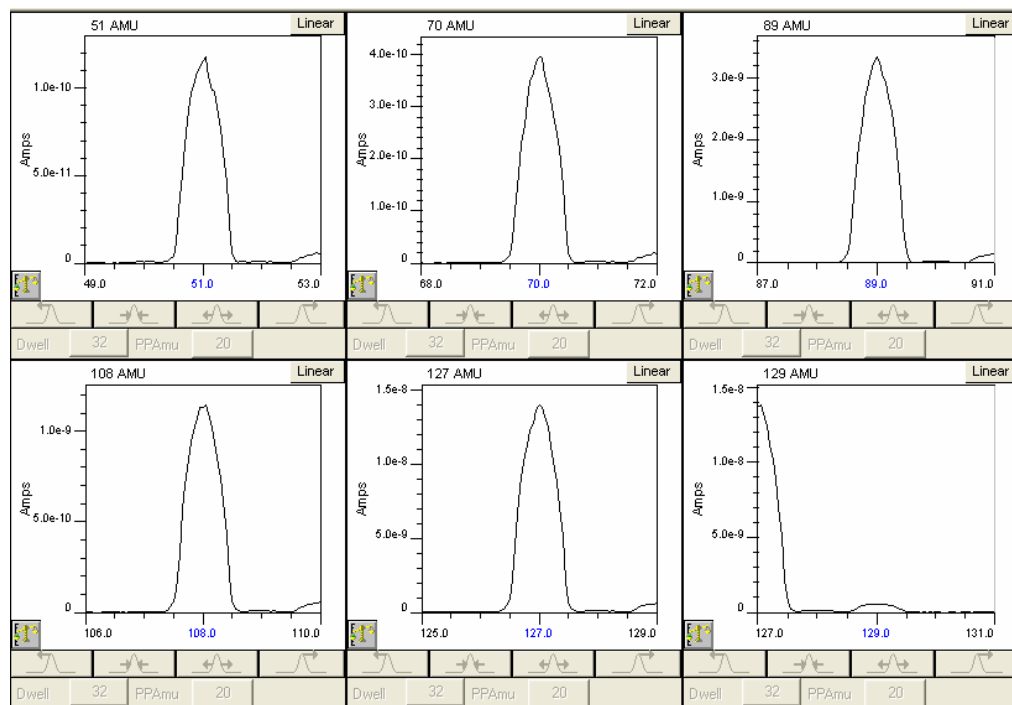 51 AMU Linear
Amps
1.0e-10
5.0e-11
0
49.0 51.0 53.0
Dwell 32 PPAmu 20
70 AMU Linear
Amps
4.0e-10
3.0e-10
2.0e-10
1.0e-10
0
68.0 70.0 72.0
Dwell 32 PPAmu 20
89 AMU Linear
Amps
3.0e-9
2.0e-9
1.0e-9
0
87.0 89.0 91.0
108 AMU Linear
Amps
1.0e-9
5.0e-10
0
106.0 108.0 110.0
Dwell 32 PPAmu 20
127 AMU Linear
Amps
1.5e-8
1.0e-8
5.0e-9
0
125.0 127.0 129.0
Dwell 32 PPAmu 20
129 AMU Linear
Amps
1.5e-8
1.0e-8
5.0e-9
0
127.0 129.0 131.0
Dwell 32 PPAmu 20